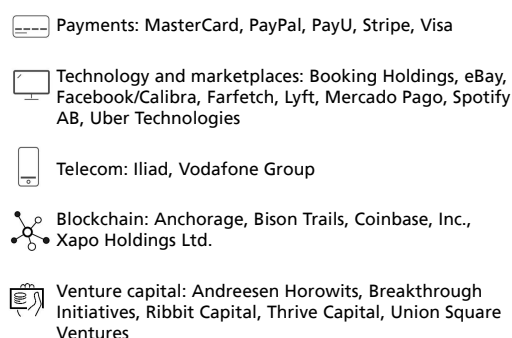 Payments: MasterCard, PayPal, PayU, Stripe, Visa
Technology and marketplaces: Booking Holdings, eBay,
Facebook/Calibra, Farfetch, Lyft, Mercado Pago, Spotify
AB, Uber Technologies
Telecom: Iliad, Vodafone Group
Blockchain: Anchorage, Bison Trails, Coinbase, Inc.,
Xapo Holdings Ltd.
Venture capital: Andreesen Horowits, Breakthrough
Initiatives, Ribbit Capital, Thrive Capital, Union Square
Ventures